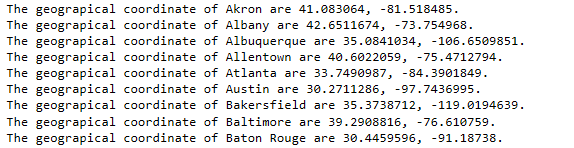 The geograpical coordinate of Akron are 41.083064, -81.518485.
The geograpical coordinate of Albany are 42.6511674, -73.754968.
The geograpical coordinate of Albuquerque are 35.0841034, -106.6509851.
The geograpical coordinate of Allentown are 40.6022059, -75.4712794.
The geograpical coordinate of Atlanta are 33.7490987, -84.3901849.
The geograpical coordinate of Austin are 30.2711286, -97.7436995.
The geograpical coordinate of Bakersfield are 35.3738712, -119.0194639.
The geograpical coordinate of Baltimore are 39.2908816, -76.610759.
The geograpical coordinate of Baton Rouge are 30.4459596, -91.18738.